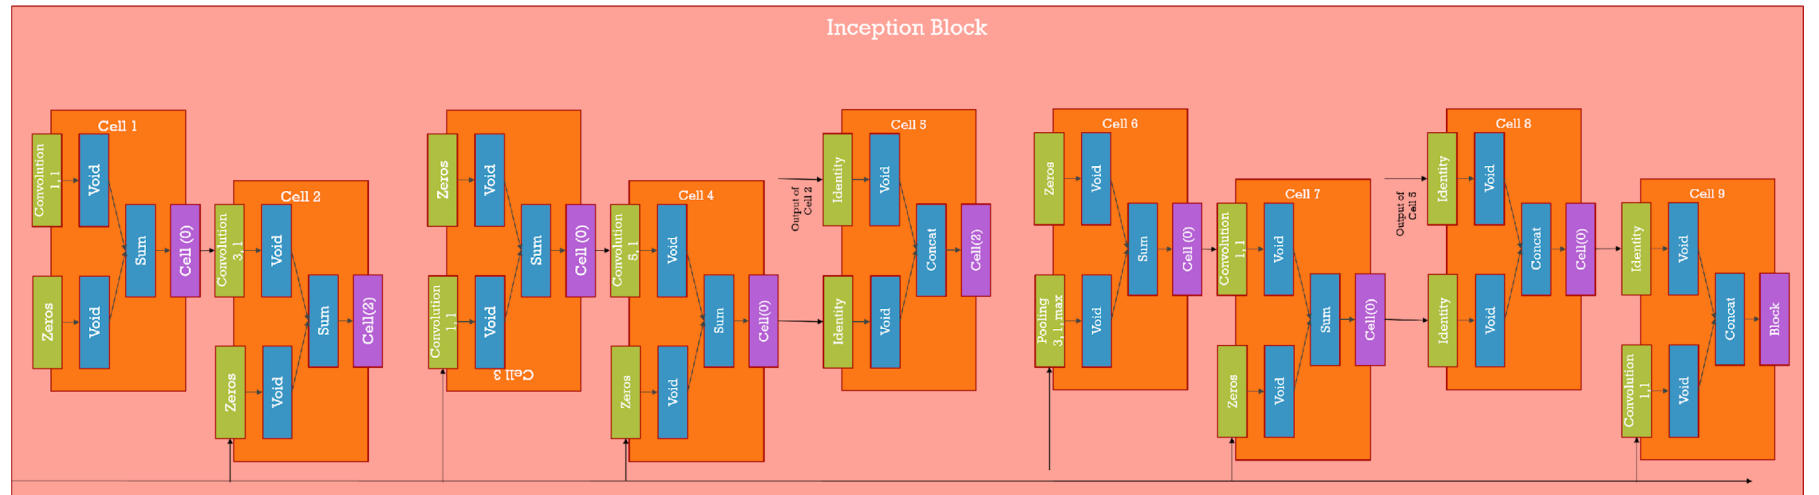 Inception Block
Cell 1
Convolution
1, 1
Void
Zeros
Void
Sum
Cell (0)
Cell 2
Convolution
3, 1
Void
Zeros
Void
Sum
Cell(2)
Zeros
Void
Convolution
1, 1
Void
Sum
Cell (0)
Cell 3
Cell 4
Convolution
5, 1
Void
Zeros
Void
Sum
Cell(0)
Output of
Cell 2
Cell 5
Identity
Void
Identity
Void
Concat
Cell(2)
Cell 6
Zeros
Void
Pooling
3, 1, max
Void
Sum
Cell (0)
Cell 7
Convolution
1, 1
Void
Zeros
Void
Sum
Cell(0)
Output of
Cell 5
Cell 8
Identity
Void
Identity
Void
Concat
Cell(0)
Cell 9
Identity
Void
Convolution
1, 1
Void
Concat
Block